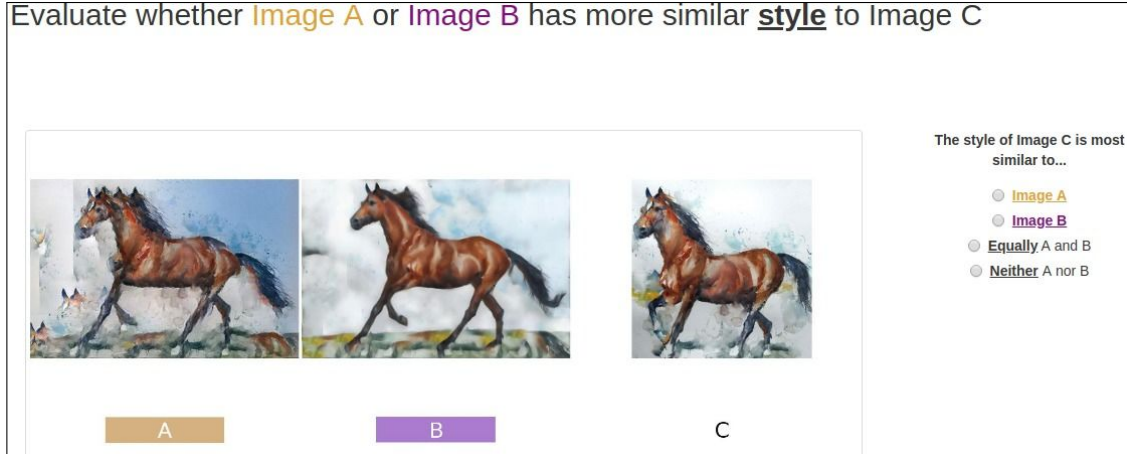 Evaluate whether Image A or Image B has more similar style to Image C
The style of Image C is most
similar to...
Image A
Image B
Equally A and B
Neither A nor B
A
B
C